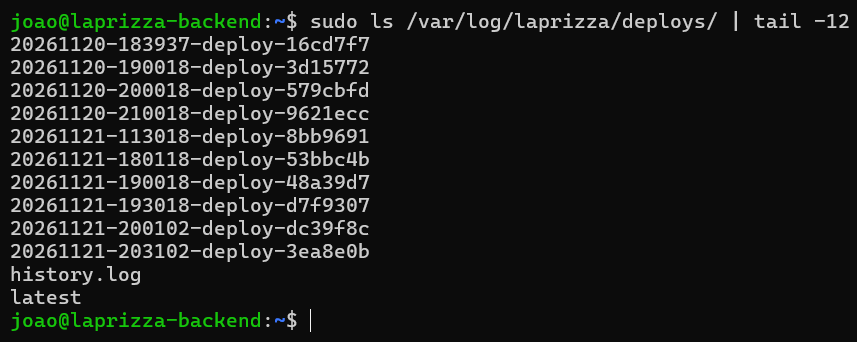 joao@laprizza-backend:~$ sudo ls /var/log/laprizza/deploys/ | tail -12
20261120-183937-deploy-16cd7f7
20261120-190018-deploy-3d15772
20261120-200018-deploy-579cbfd
20261120-210018-deploy-9621ecc
20261121-113018-deploy-8bb9691
20261121-180118-deploy-53bbc4b
20261121-190018-deploy-48a39d7
20261121-193018-deploy-d7f9307
20261121-200102-deploy-dc39f8c
20261121-203102-deploy-3ea8e0b
history.log
latest
joao@laprizza-backend:~$